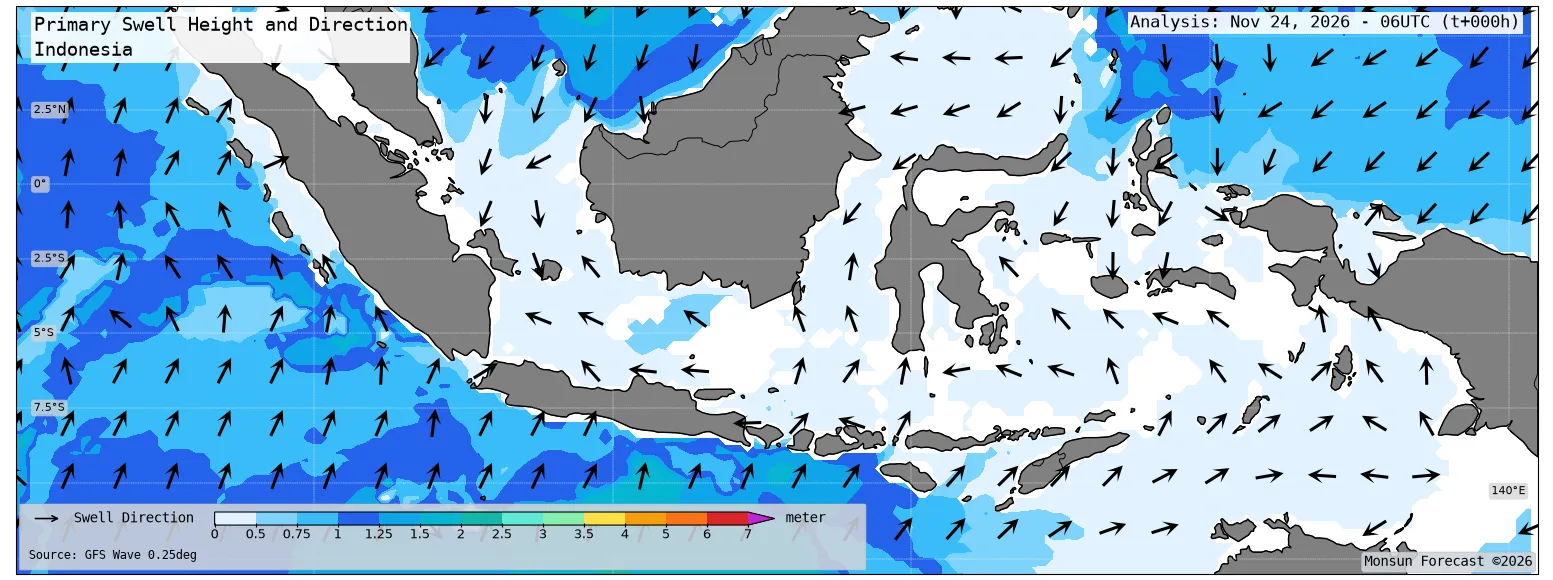 Primary Swell Height and Direction
Indonesia
Analysis: Nov 24, 2026 - 06UTC (t+000h)
2.5°N
0°
2.5°S
5°S
7.5°S
140°E
Swell Direction
0 0.5 0.75 1 1.25 1.5 2 2.5 3 3.5 4 5 6 7
meter
Source: GFS Wave 0.25deg
Monsun Forecast ©2026